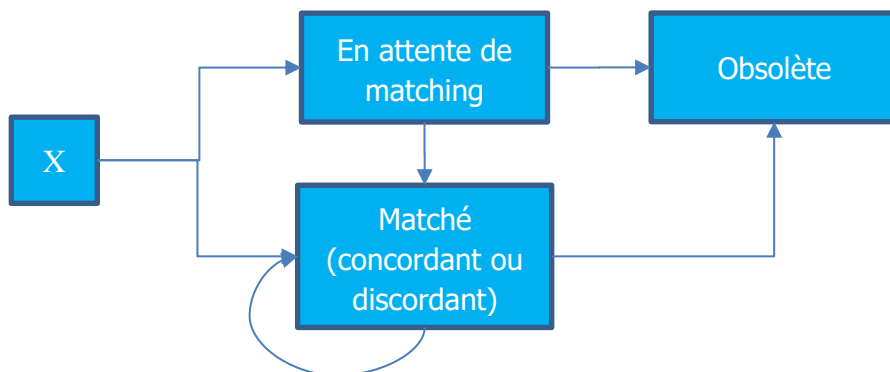 En attente de
matching
Obsolète
X
Matché
(concordant ou
discordant)